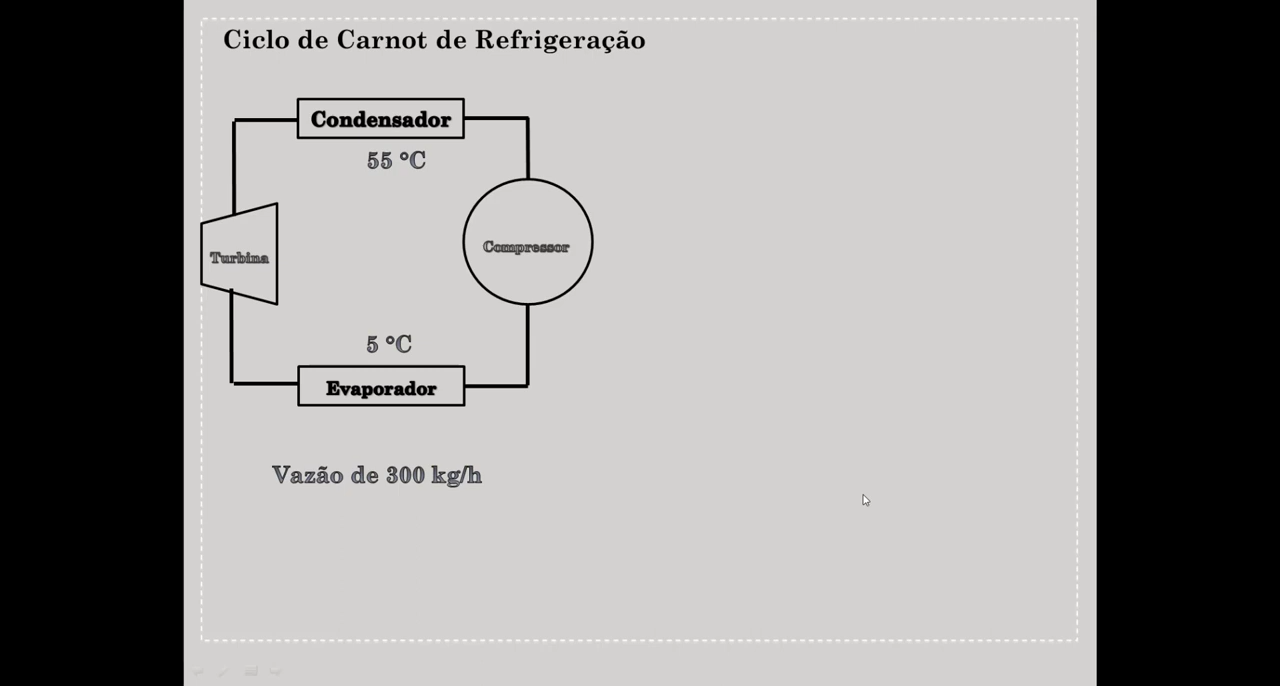 Ciclo de Carnot de Refrigeração
Condensador
55 °C
Turbina
Compressor
5 °C
Evaporador
Vazão de 300 kg/h